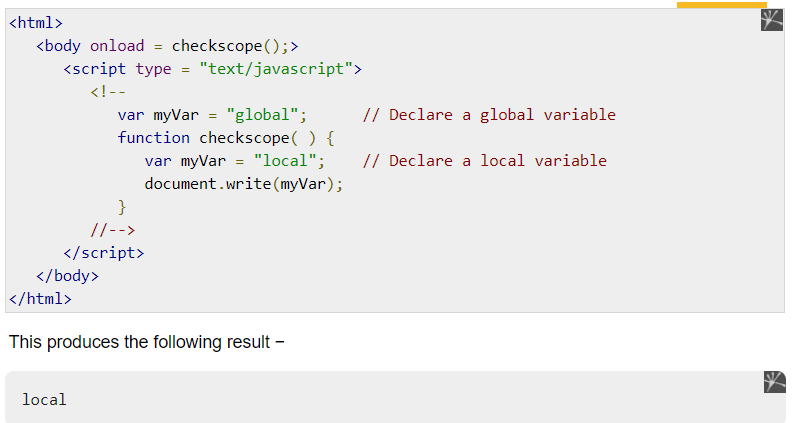 <html>
<body onload = checkscope();>
<script type = "text/javascript">
<!--
var myVar = "global";      // Declare a global variable
function checkscope( ) {
var myVar = "local";    // Declare a local variable
document.write(myVar);
}
//-->
</script>
</body>
</html>
This produces the following result −
local